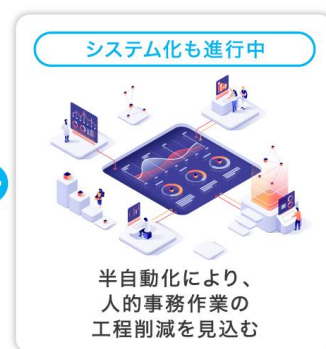 システム化も進行中
半自動化により、
人的事務作業の
工程削減を見込む